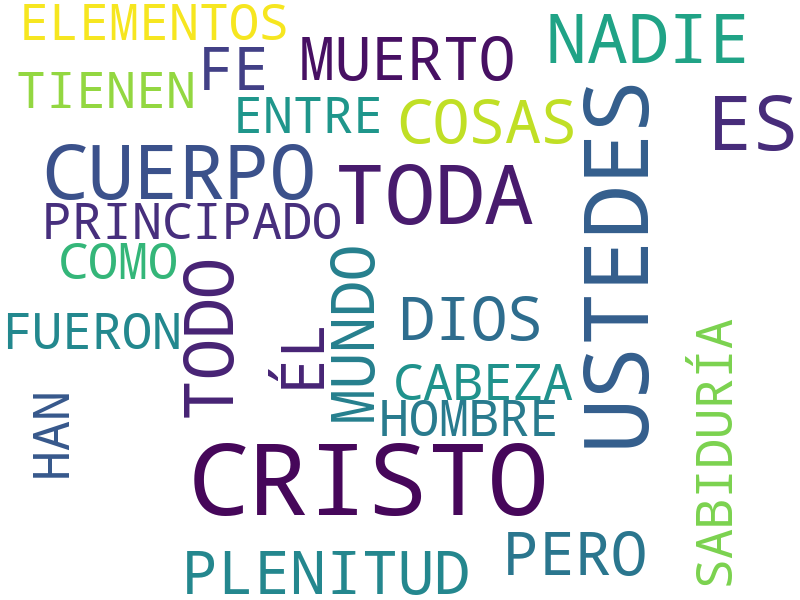 ELEMENTOS
NADIE
FE
MUERTO
TIENEN
ENTRE
COSAS
ES
USTEDES
CUERPO
TODA
PRINCIPADO
COMO
TODO
MUNDO
DIOS
FUERON
ÉL
SABIDURÍA
CABEZA
HAN
HOMBRE
CRISTO
PERO
PLENITUD